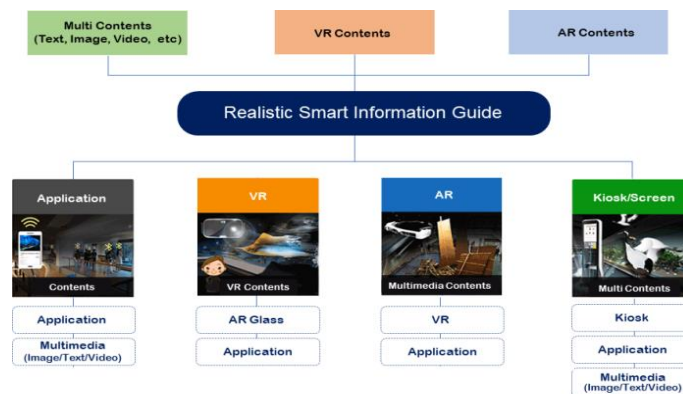 Multi Contents
(Text, Image, Video, etc)
VR Contents
AR Contents
Realistic Smart Information Guide
Application
VR
AR
Kiosk/Screen
Contents
VR Contents
Multimedia Contents
Multi Contents
Application
AR Glass
VR
Kiosk
Multimedia
(Image/Text/Video)
Application
Application
Application
Multimedia
(Image/Text/Video)